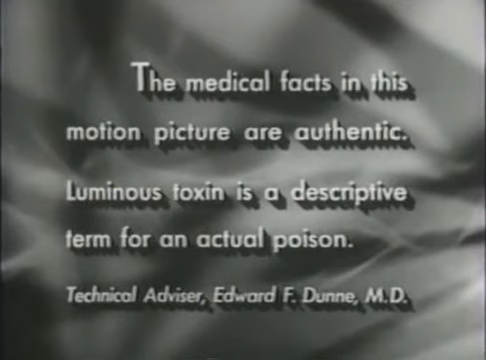 The medical facts in this
motion picture are authentic.
Luminous toxin is a descriptive
term for an actual poison.
Technical Adviser, Edward F. Dunne, M.D.